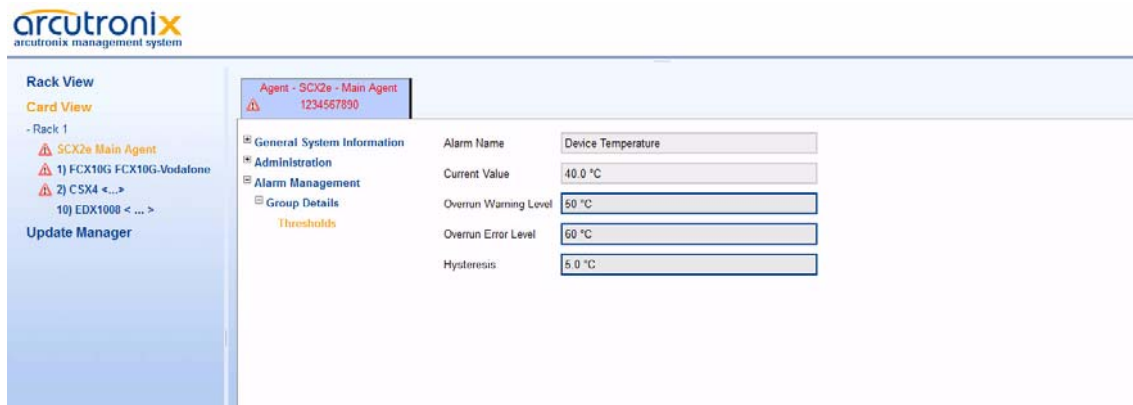 arcutronix
arcutronix management system
Rack View
Card View
- Rack 1
SCX2e Main Agent
1) FCX10G FCX10G-Vodafone
2) CSX4 <...>
10) EDX1008 < ... >
Update Manager
Agent - SCX2e - Main Agent
1234567890
General System Information
Administration
Alarm Management
Group Details
Thresholds
Alarm Name Device Temperature
Current Value 40.0 °C
Overrun Warning Level 50 °C
Overrun Error Level 60 °C
Hysteresis 5.0 °C